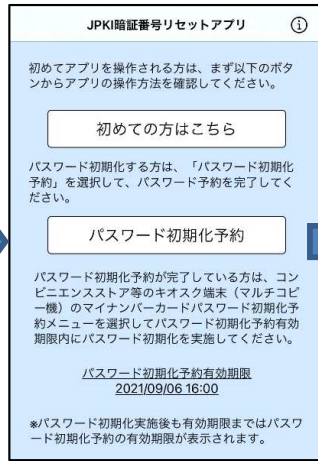 JPKI暗証番号リセットアプリ
初めてアプリを操作される方は、まず以下のボタ
ンからアプリの操作方法を確認してください。
初めての方はこちら
パスワード初期化する方は、「パスワード初期化
予約」を選択して、パスワード予約を完了してく
ださい。
パスワード初期化予約
パスワード初期化予約が完了している方は、コン
ビニエンスストア等のキオスク端末（マルチコピ
ー機）のマイナンバーカードパスワード初期化予
約メニューを選択してパスワード初期化予約有効
期限内にパスワード初期化を実施してください。
パスワード初期化予約有効期限
2021/09/06 16:00
※パスワード初期化実施後も有効期限まではパスワ
ード初期化予約の有効期限が表示されます。